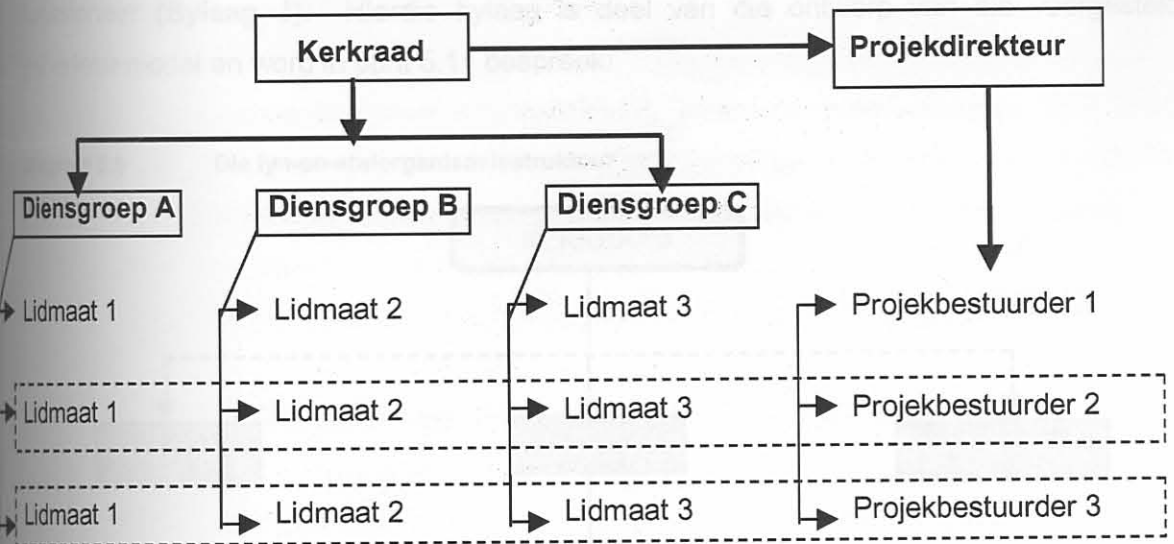 Kerkraad Projekdirekteur
Diensgroep A Diensgroep B Diensgroep C
Lidmaat 1 Lidmaat 2 Lidmaat 3 Projekbestuurder 1
Lidmaat 1 Lidmaat 2 Lidmaat 3 Projekbestuurder 2
Lidmaat 1 Lidmaat 2 Lidmaat 3 Projekbestuurder 3